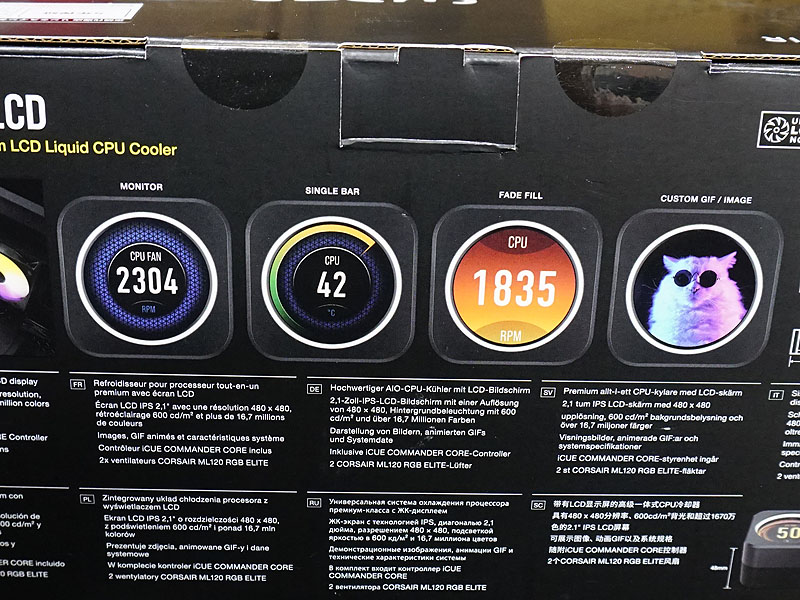 LCD
LCD Liquid CPU Cooler
MONITOR
SINGLE BAR
FADE FILL
CUSTOM GIF / IMAGE
CPU FAN
2304
RPM
CPU
42
°C
CPU
1835
RPM
display
million colors
Controller
RGB ELITE
FR
Refroidisseur pour processeur tout-en-un
premium avec écran LCD
Écran LCD IPS 2,1" avec une résolution 480 x 480,
rétroéclairage 600 cd/m² et plus de 16,7 millions
de couleurs
Images, GIF animés et caractéristiques système
Contrôleur iCUE COMMANDER CORE inclus
2x ventilateurs CORSAIR ML120 RGB ELITE
DE
Hochwertiger AIO-CPU-Kühler mit LCD-Bildschirm
2,1-Zoll-IPS-LCD-Bildschirm mit einer Auflösung
von 480 x 480, Hintergrundbeleuchtung mit 600
cd/m² und über 16,7 Millionen Farben
Darstellung von Bildern, animierten GIFs
und Systemdate
Inklusive iCUE COMMANDER CORE-Controller
2 CORSAIR ML120 RGB ELITE-Lüfter
SV
Premium allt-i-ett CPU-kylare med LCD-skärm
2,1 tum IPS LCD-skärm med 480 x 480
upplösning, 600 cd/m² bakgrundsbelysning och
över 16,7 miljoner färger
Visningsbilder, animerade GIF:ar och
systemspecifikationer
iCUE COMMANDER CORE-styrenhet ingår
2 st CORSAIR ML120 RGB ELITE-fläktar
IT
COMMANDER CORE incluido
RGB ELITE
PL
Zintegrowany układ chłodzenia procesora z
wyświetlaczem LCD
Ekran LCD IPS 2,1" o rozdzielczości 480 x 480,
z podświetleniem 600 cd/m² i ponad 16,7 mln
kolorów
Prezentuje zdjęcia, animowane GIF-y i dane
systemowe
W komplecie kontroler iCUE COMMANDER CORE
2 wentylatory CORSAIR ML120 RGB ELITE
RU
Универсальная система охлаждения процессора
премиум-класса с ЖК-дисплеем
ЖК-экран с технологией IPS, диагональю 2,1
дюйма, разрешением 480 x 480, подсветкой
яркостью в 600 кд/м² и 16,7 миллиона цветов
Демонстрационные изображения, анимации GIF и
технические характеристики системы
В комплект входит контроллер iCUE
COMMANDER CORE
2 вентилятора CORSAIR ML120 RGB ELITE
SC
带有LCD显示屏的高级一体式CPU冷却器
具有480 x 480分辨率、600cd/m²背光和超过1670万
色的2.1" IPS LCD屏幕
可展示图像、动画GIF以及系统规格
随附iCUE COMMANDER CORE控制器
2个CORSAIR ML120 RGB ELITE风扇
48mm